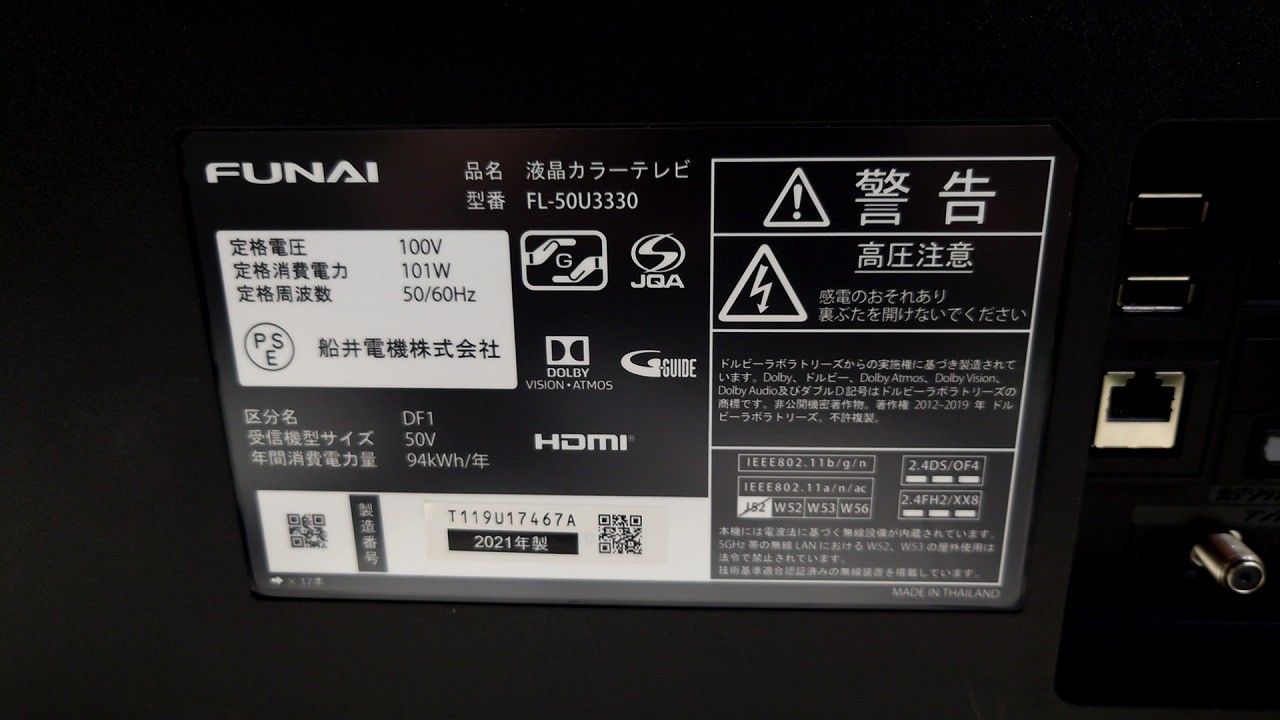 FUNAI
品名 液晶カラーテレビ
型番 FL-50U3330
定格電圧 100V
定格消費電力 101W
定格周波数 50/60Hz
PSE
船井電機株式会社
G
JQA
DOLBY
VISION・ATMOS
G-GUIDE
区分名 DF1
受信機型サイズ 50V
年間消費電力量 94kWh/年
HDMI
製造番号
T119U17467A
2021年製
× 17本
警告
高圧注意
感電のおそれあり
裏ぶたを開けないでください
ドルビーラボラトリーズからの実施権に基づき製造されて
います。Dolby、ドルビー、Dolby Atmos、Dolby Vision、
Dolby Audio及びダブルD記号はドルビーラボラトリーズの
商標です。非公開機密著作物。著作権 2012-2019 年 ドル
ビーラボラトリーズ。不許複製。
IEEE802.11b/g/n
2.4DS/OF4
IEEE802.11a/n/ac
J52 W52 W53 W56
2.4FH2/XX8
本機には電波法に基づく無線設備が内蔵されています。
5GHz 帯の無線 LAN における W52、W53 の屋外使用は
法令で禁止されています。
技術基準適合認証済みの無線装置を搭載しています。
MADE IN THAILAND